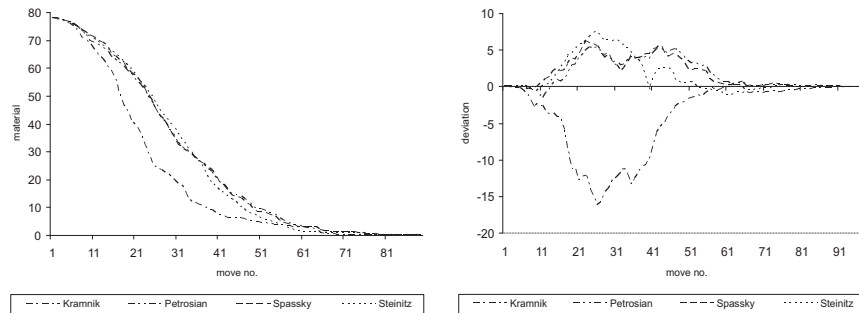 80
70
60
50
40
30
20
10
0
material
1 11 21 31 41 51 61 71 81
move no.
Kramnik Petrosian Spassky Steinitz
10
5
0
-5
-10
-15
-20
deviation
1 11 21 31 41 51 61 71 81 91
move no.
Kramnik Petrosian Spassky Steinitz